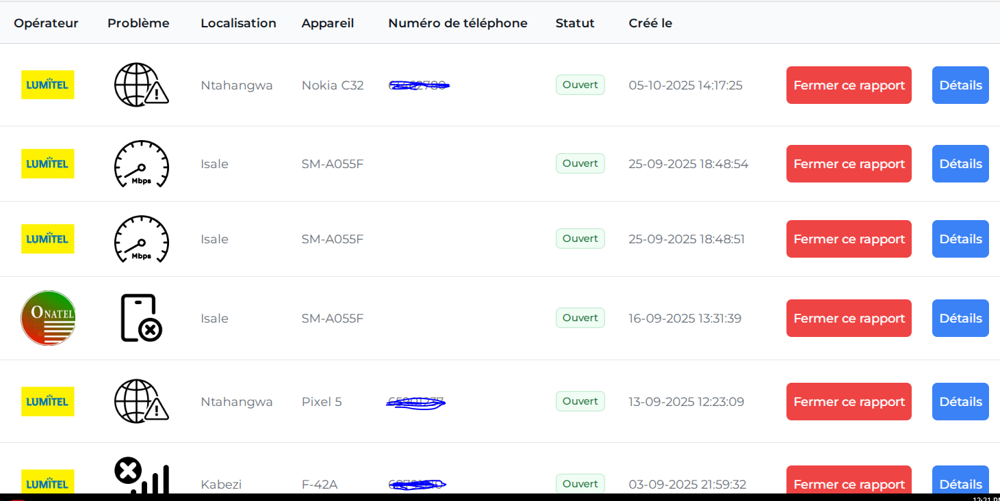 Opérateur Problème Localisation Appareil Numéro de téléphone Statut Créé le
LUMITEL Ntahangwa Nokia C32 Ouvert 05-10-2025 14:17:25 Fermer ce rapport Détails
LUMITEL Mbps Isale SM-A055F Ouvert 25-09-2025 18:48:54 Fermer ce rapport Détails
LUMITEL Mbps Isale SM-A055F Ouvert 25-09-2025 18:48:51 Fermer ce rapport Détails
ONATEL Isale SM-A055F Ouvert 16-09-2025 13:31:39 Fermer ce rapport Détails
LUMITEL Ntahangwa Pixel 5 Ouvert 13-09-2025 12:23:09 Fermer ce rapport Détails
LUMITEL Kabezi F-42A Ouvert 03-09-2025 21:59:32 Fermer ce rapport Détails